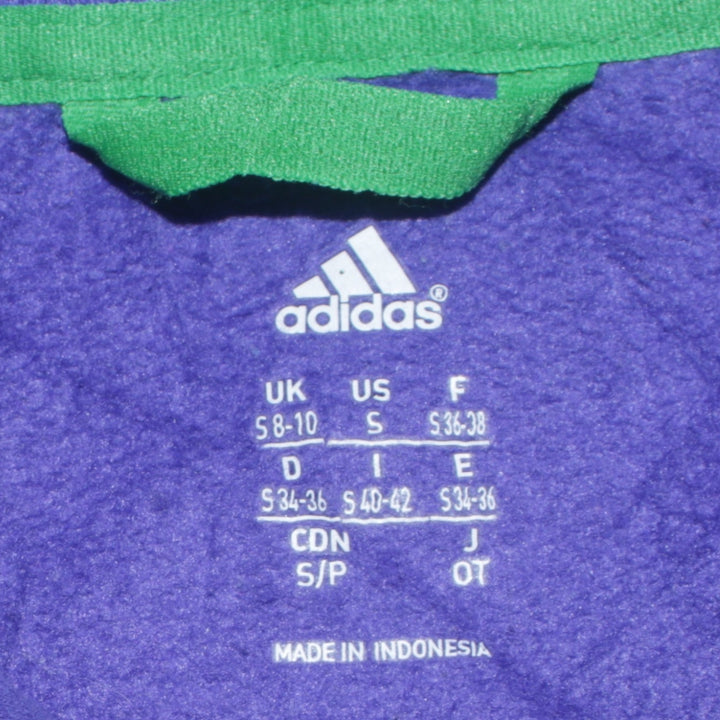 adidas®
UK US F
S 8-10 S S 36-38
D I E
S 34-36 S 40-42 S 34-36
CDN J
S/P OT
MADE IN INDONESIA